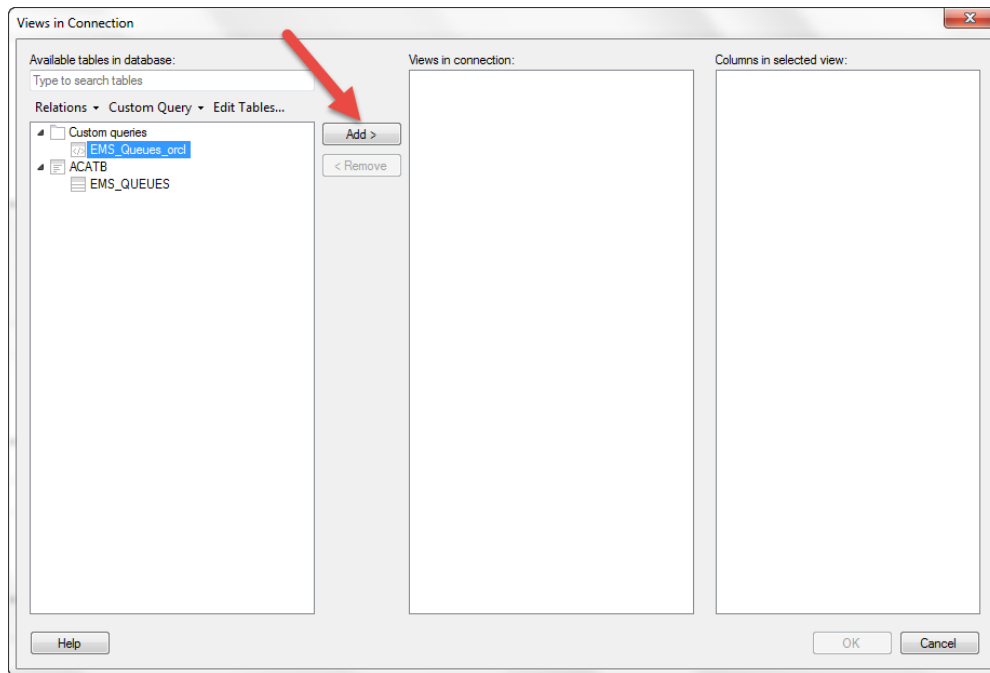 Views in Connection
Available tables in database:
Views in connection:
Columns in selected view:
Type to search tables
Relations Custom Query Edit Tables...
Custom queries
EMS_Queues_orcl
ACATB
EMS_QUEUES
Add >
< Remove
Help
OK
Cancel